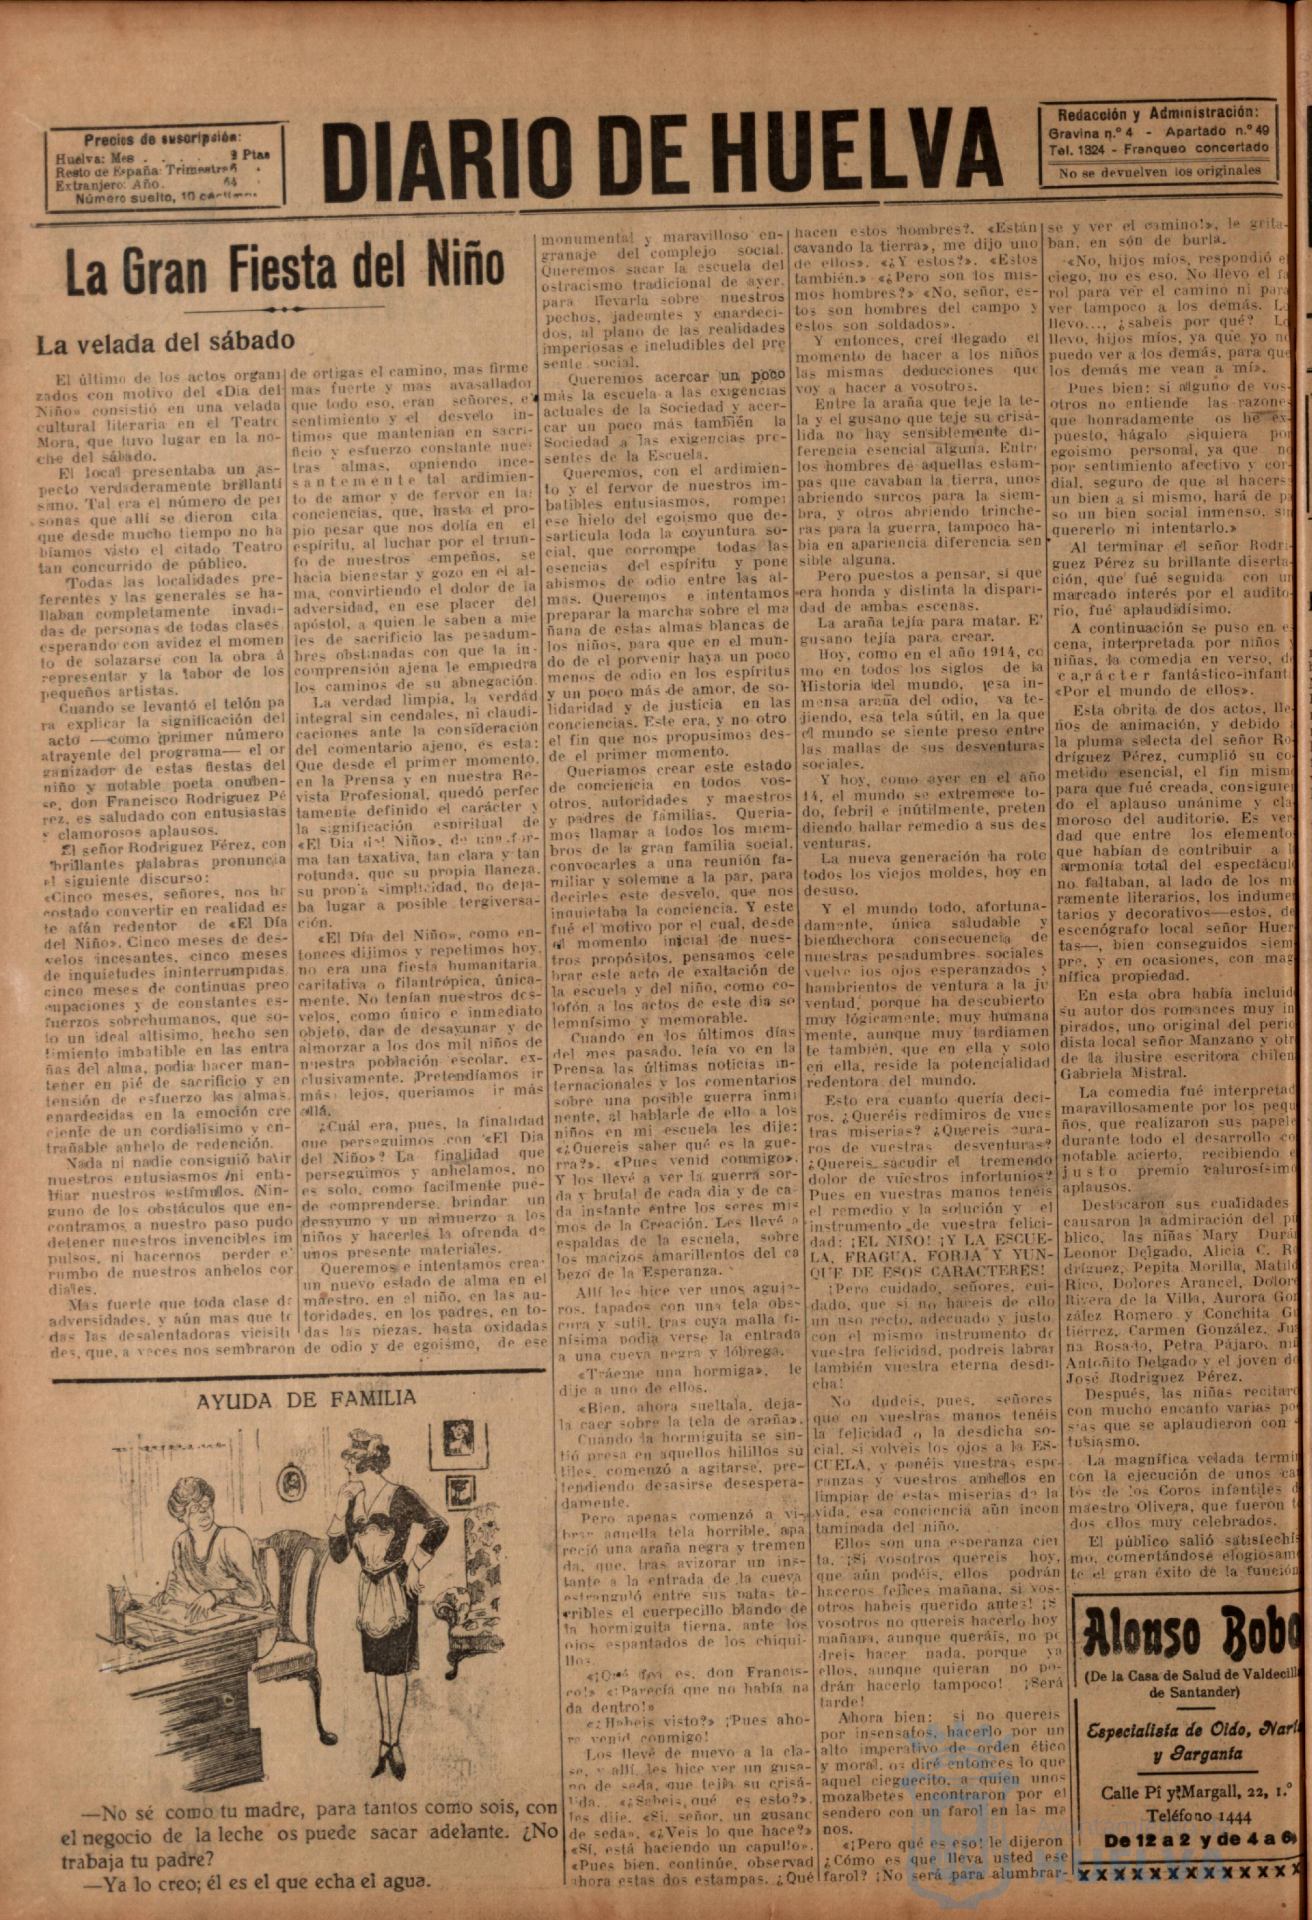 Precios de suscripsión:
Huelva: Mes . . . . 2 Ptas
Resto de España: Trimestre
Extranjero: Año.
Número suelto, 10
DIARIO DE HUELVA
Redacción y Administración:
Gravina n.º 4 - Apartado n.º 49
Tel. 1324 - Franqueo concertado
No se devuelven los originales
La Gran Fiesta del Niño
La velada del sábado
El último de los actos organi
zados con motivo del «Dia del
Niño» consistió en una velada
cultural literaria en el Teatro
Mora, que tuvo lugar en la no-
che del sábado.
El local presentaba un as-
pecto verdaderamente brillantí
simo. Tal era el número de per
sonas que allí se dieron cita
que desde mucho tiempo no ha
bíamos visto el citado Teatro
tan concurrido de público.
Todas las localidades pre-
ferentes y las generales se ha-
llaban completamente invadi-
das de personas de todas clases
esperando con avidez el momen
to de solazarse con la obra á
representar y la labor de los
pequeños artistas.
Cuando se levantó el telón pa
ra explicar la significación del
acto —como primer número
atrayente del programa— el or
ganizador de estas fiestas del
niño y notable poeta onuben-
se, don Francisco Rodriguez Pé
rez, es saludado con entusiastas
y clamorosos aplausos.
El señor Rodriguez Pérez, con
brillantes palabras pronuncia
el siguiente discurso:
«Cinco meses, señores, nos ha
costado convertir en realidad es
te afán redentor de «El Día
del Niño». Cinco meses de des-
velos incesantes, cinco meses
de inquietudes ininterrumpidas,
cinco meses de continuas preo
cupaciones y de constantes es-
fuerzos sobrehumanos, que so-
lo un ideal altisimo, hecho sen
timiento imbatible en las entra
ñas del alma, podia hacer man-
tener en pié de sacrificio y en
tensión de esfuerzo las almas
enardecidas en la emoción cre
ciente de un cordialisimo y en-
trañable anhelo de redención.
Nada ni nadie consiguió batir
nuestros entusiasmos ni enti-
biar nuestros estímulos. Nin-
guno de los obstáculos que en-
contramos a nuestro paso pudo
detener nuestros invencibles im
pulsos, ni hacernos perder el
rumbo de nuestros anhelos cor
diales.
Mas fuerte que toda clase de
adversidades, y aún mas que to
das las desalentadoras vicisitu
des, que, a veces nos sembraron
de ortigas el camino, mas firme
mas fuerte y mas avasallador
que todo eso, eran señores, el
sentimiento y el desvelo in-
timos que mantenian en sacri-
ficio y esfuerzo constante nues
tras almas, opniendo ince-
santemente tal ardimien-
to de amor y de fervor en las
conciencias, que, hasta el pro-
pio pesar que nos dolía en el
espíritu, al luchar por el triun-
fo de nuestros empeños, se
hacia bienestar y gozo en el al-
ma, convirtiendo el dolor de la
adversidad, en ese placer del
apóstol, a quien le saben a mie
les de sacrificio las pesadum-
bres obstinadas con que la in-
comprensión ajena le empiedra
los caminos de su abnegación.
La verdad limpia, la verdad
integral sin cendales, ni claudi-
caciones ante la consideración
del comentario ajeno, es esta:
Que desde el primer momento,
en la Prensa y en nuestra Re-
vista Profesional, quedó perfec
tamente definido el carácter y
la significación espiritual de
«El Dia del Niño», de una for-
ma tan taxativa, tan clara y tan
rotunda, que su propia llaneza,
su propia simplicidad, no deja-
ba lugar a posible tergiversa-
ción.
«El Día del Niño», como en-
tonces dijimos y repetimos hoy,
no era una fiesta humanitaria
caritativa o filantrópica, única-
mente. No tenían nuestros des-
velos, como único e inmediato
objeto, dar de desayunar y de
almorzar a los dos mil niños de
nuestra población escolar, ex-
clusivamente. ¡Pretendíamos ir
más lejos, queriamos ir más
allá.
¿Cuál era, pues, la finalidad
que perseguimos con «El Dia
del Niño»? La finalidad que
perseguimos y anhelamos, no
es solo, como facilmente pue-
de comprenderse, brindar un
desayuno y un almuerzo a los
niños y hacerles la ofrenda de
unos presente materiales.
Queremos e intentamos crear
un nuevo estado de alma en el
maestro, en el niño, en las au-
toridades, en los padres, en to-
das las piezas, hasta oxidadas
de odio y de egoismo, de ese
monumental y maravilloso en-
granaje del complejo social.
Queremos sacar la escuela del
ostracismo tradicional de ayer,
para llevarla sobre nuestros
pechos, jadeantes y enardeci-
dos, al plano de las realidades
imperiosas e ineludibles del pre
sente social.
Queremos acercar un poco
más la escuela a las exigencias
actuales de la Sociedad y acer-
car un poco más también la
Sociedad a las exigencias pre-
sentes de la Escuela.
Queremos, con el ardimien-
to y el fervor de nuestros im-
batibles entusiasmos, romper
ese hielo del egoismo que de-
sarticula toda la coyuntura so-
cial, que corrompe todas las
esencias del espíritu y pone
abismos de odio entre las al-
mas. Queremos e intentamos
preparar la marcha sobre el ma
ñana de estas almas blancas de
los niños, para que en el mun-
do de el porvenir haya un poco
menos de odio en los espíritus
y un poco más de amor, de so-
lidaridad y de justicia en las
conciencias. Este era, y no otro
el fin que nos propusimos des-
de el primer momento.
Queriamos crear este estado
de conciencia en todos vos-
otros, autoridades y maestros
y padres de familias. Queria-
mos llamar a todos los miem-
bros de la gran familia social,
convocarles a una reunión fa-
miliar y solemne a la par, para
decirles este desvelo, que nos
inquietaba la conciencia. Y este
fué el motivo por el cual, desde
el momento inicial de nues-
tros propósitos, pensamos cele
brar este acto de exaltación de
la escuela y del niño, como co-
lofón a los actos de este dia so
lemnísimo y memorable.
Cuando en los últimos días
del mes pasado, leía yo en la
Prensa las últimas noticias in-
ternacionales y los comentarios
sobre una posible guerra inmi
nente, al hablarle de ello a los
niños en mi escuela les dije:
«¿Quereis saber qué es la gue-
rra?». «Pues venid conmigo».
Y los llevé a ver la guerra sor-
da y brutal de cada dia y de ca
da instante entre los seres mis
mos de la Creación. Les llevé a
espaldas de la escuela, sobre
los macizos amarillentos del ca
bezo de la Esperanza.
Allí les hice ver unos aguje-
ros, tapados con una tela obs-
cura y sutil, tras cuya malla fi-
nísima podia verse la entrada
a una cueva negra y lóbrega.
«Tráeme una hormiga», le
dije a uno de ellos.
«Bien, ahora sueltala, deja-
la caer sobre la tela de araña».
Cuando la hormiguita se sin-
tió presa en aquellos hilillos su
tiles, comenzó a agitarse, pre-
tendiendo desasirse desespera-
damente.
Pero apenas comenzó a vi-
brar aquella tela horrible, apa
reció una araña negra y tremen
da, que, tras avizorar un ins-
tante a la entrada de la cueva
estranguló entre sus patas te-
rribles el cuerpecillo blando de
la hormiguita tierna, ante los
ojos espantados de los chiqui-
llos.
«¡Qué fea es, don Francis-
co!» «¡Parecía que no había na
da dentro!»
«¿Habeis visto?» ¡Pues aho-
ra venid conmigo!
Los llevé de nuevo a la cla-
se, y allí les hice ver un gusa-
no de seda, que tejía su crisá-
lida. «¿Sabeis qué es esto?»,
les dije. «Si, señor, un gusano
de seda». «¿Veis lo que hace?»
«Sí, está haciendo un capullo».
«Pues bien, continúe, observad
ahora estas dos estampas. ¿Qué
hacen estos hombres?. «Están
cavando la tierra», me dijo uno
de ellos». «¿Y estos?». «Estos
también.» «¿Pero son los mis-
mos hombres?» «No, señor, es-
tos son hombres del campo y
estos son soldados».
Y entonces, creí llegado el
momento de hacer a los niños
las mismas deducciones que
voy a hacer a vosotros.
Entre la araña que teje la te-
la y el gusano que teje su crisá-
lida no hay sensiblemente di-
ferencia esencial alguna. Entre
los hombres de aquellas estam-
pas que cavaban la tierra, unos
abriendo surcos para la siem-
bra, y otros abriendo trinche-
ras para la guerra, tampoco ha-
bia en apariencia diferencia sen
sible alguna.
Pero puestos a pensar, sí que
era honda y distinta la dispari-
dad de ambas escenas.
La araña tejía para matar. El
gusano tejía para crear.
Hoy, como en el año 1914, co
mo en todos los siglos de la
Historia del mundo, esa in-
mensa araña del odio, va te-
jiendo, esa tela sútil, en la que
el mundo se siente preso entre
las mallas de sus desventuras
sociales.
Y hoy, como ayer en el año
14, el mundo se extremece to-
do, febril e inútilmente, preten
diendo hallar remedio a sus des
venturas.
La nueva generación ha roto
todos los viejos moldes, hoy en
desuso.
Y el mundo todo, afortuna-
damente, única saludable y
bienhechora consecuencia de
nuestras pesadumbres sociales
vuelve los ojos esperanzados y
hambrientos de ventura a la ju
ventud, porque ha descubierto
muy lógicamente, muy humana
mente, aunque muy tardiamen
te también, que en ella y solo
en ella, reside la potencialidad
redentora del mundo.
Esto era cuanto quería deci-
ros. ¿Queréis redimiros de vues
tras miserias? ¿Quereis cura-
ros de vuestras desventuras?
¿Quereis sacudir el tremendo
dolor de vuestros infortunios?
Pues en vuestras manos tenéis
el remedio y la solución y el
instrumento de vuestra felici-
dad: ¡EL NIÑO! ¡Y LA ESCUE-
LA, FRAGUA, FORJA Y YUN-
QUE DE ESOS CARACTERES!
¡Pero cuidado, señores, cui-
dado, que si no haceis de ello
un uso recto, adecuado y justo,
con el mismo instrumento de
vuestra felicidad, podreis labrar
también vuestra eterna desdi-
cha!
No dudeis, pues, señores
que en vuestras manos tenéis
la felicidad o la desdicha so-
cial, si volveis los ojos a la ES-
CUELA, y ponéis vuestras espe
ranzas y vuestros anhelos en
limpiar de estas miserias de la
vida, esa conciencia aún incon
taminada del niño.
Ellos son una esperanza cier
ta. ¡Si vosotros quereis hoy,
que aún podéis, ellos podrán
haceros felices mañana, si vos-
otros habeis querido antes! ¡S
vosotros no quereis hacerlo hoy
mañana, aunque queráis, no po
dreis hacer nada, porque ya
ellos, aunque quieran no po-
drán hacerlo tampoco! ¡Será
tarde!
Ahora bien: si no quereis
por insensatos, hacerlo por un
alto imperativo de orden ético
y moral, os diré entonces lo que
aquel cieguecito, a quien unos
mozalbetes encontraron por el
sendero con un farol en las ma
nos.
«¡Pero qué es eso! le dijeron
¿Cómo es que lleva usted ese
farol? ¡No será para alumbrar-
se y ver el camino!», le grita-
ban, en són de burla.
«No, hijos míos, respondió el
ciego, no es eso. No llevo el fa
rol para ver el camino ni para
ver tampoco a los demás. Lo
llevo..., ¿sabeis por qué? Lo
llevo, hijos míos, ya que yo no
puedo ver a los demás, para que
los demás me vean a mí».
Pues bien: si alguno de vos-
otros no entiende las razones
que honradamente os he ex-
puesto, hágalo siquiera por
egoismo personal, ya que no
por sentimiento afectivo y cor-
dial, seguro de que al hacerse
un bien a si mismo, hará de pa
so un bien social inmenso, sin
quererlo ni intentarlo.»
Al terminar el señor Rodrí-
guez Pérez su brillante diserta-
ción, que fué seguida con un
marcado interés por el audito-
rio, fué aplaudidísimo.
A continuación se puso en es
cena, interpretada por niños y
niñas, la comedia en verso, de
carácter fantástico-infantil
«Por el mundo de ellos».
Esta obrita de dos actos, lle-
nos de animación, y debido a
la pluma selecta del señor Ro-
dríguez Pérez, cumplió su co-
metido esencial, el fin mismo
para que fué creada, consiguien
do el aplauso unánime y cla-
moroso del auditorio. Es ver-
dad que entre los elementos
que habían de contribuir a la
armonía total del espectáculo
no faltaban, al lado de los me
ramente literarios, los indumen
tarios y decorativos—estos, del
escenógrafo local señor Huer-
tas—, bien conseguidos siem-
pre, y en ocasiones, con mag-
nífica propiedad.
En esta obra había incluido
su autor dos romances muy ins
pirados, uno original del perio-
dista local señor Manzano y otro
de la ilustre escritora chilena
Gabriela Mistral.
La comedia fué interpretada
maravillosamente por los peque
ños, que realizaron sus papeles
durante todo el desarrollo con
notable acierto, recibiendo el
justo premio calurosísimos
aplausos.
Destacaron sus cualidades y
causaron la admiración del pú
blico, las niñas Mary Durán
Leonor Delgado, Alicia C. Ro
dríguez, Pepita Morilla, Matilde
Rico, Dolores Arancel, Dolores
Rivera de la Villa, Aurora Gon
zález Romero y Conchita Gu
tiérrez, Carmen González, Jua
na Rosado, Petra Pájaro,
Antoñito Delgado y el joven don
José Rodríguez Pérez.
Después, las niñas recitaron
con mucho encanto varias poe
sías que se aplaudieron con en
tusiasmo.
La magnífica velada terminó
con la ejecución de unos can
tos de los Coros infantiles del
maestro Olivera, que fueron to
dos ellos muy celebrados.
El público salió satisfechísi
mo, comentándose elogiosamen
te el gran éxito de la función
AYUDA DE FAMILIA
—No sé como tu madre, para tantos como sois, con
el negocio de la leche os puede sacar adelante. ¿No
trabaja tu padre?
—Ya lo creo; él es el que echa el agua.
Alonso Bobo
(De la Casa de Salud de Valdecilla
de Santander)
Especialista de Oido, Nariz
y Garganta
Calle Pí y Margall, 22, 1.º
Teléfono 1444
De 12 a 2 y de 4 a 6